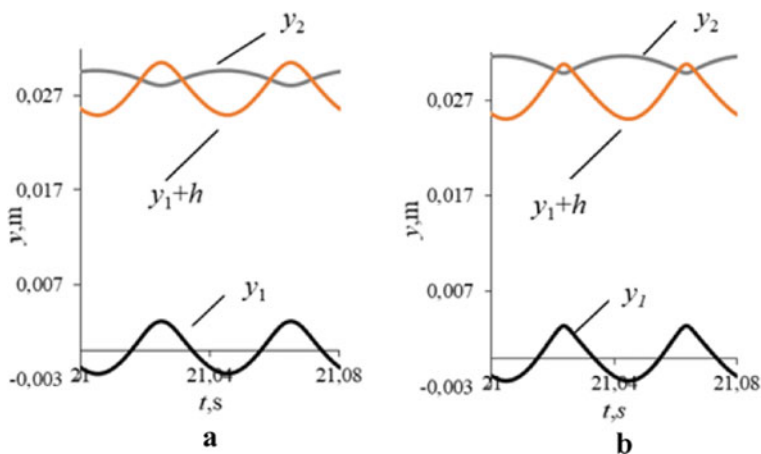 y₂
0,027
y₁+h
0,017
y,m
0,007
y₁
-0,003
21
21,04
21,08
t,s
a
y₂
0,027
y₁+h
0,017
y,m
0,007
y₁
-0,003
21
21,04
21,08
t,s
b